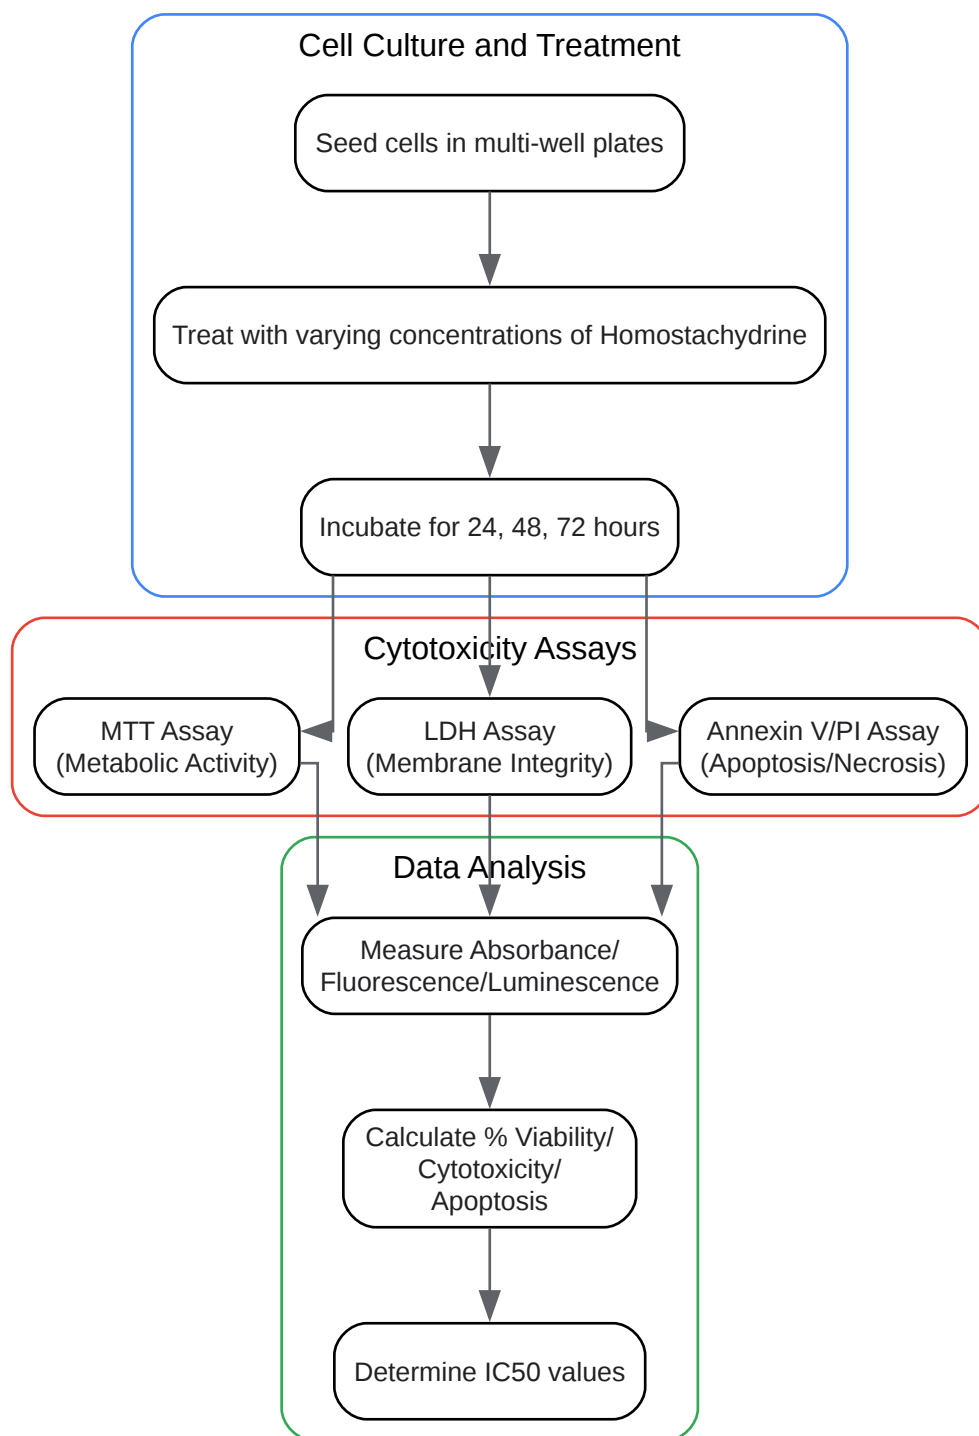 Cell Culture and Treatment
Seed cells in multi-well plates
Treat with varying concentrations of Homostachydrine
Incubate for 24, 48, 72 hours
Cytotoxicity Assays
MTT Assay
(Metabolic Activity)
LDH Assay
(Membrane Integrity)
Annexin V/PI Assay
(Apoptosis/Necrosis)
Data Analysis
Measure Absorbance/
Fluorescence/Luminescence
Calculate % Viability/
Cytotoxicity/
Apoptosis
Determine IC50 values